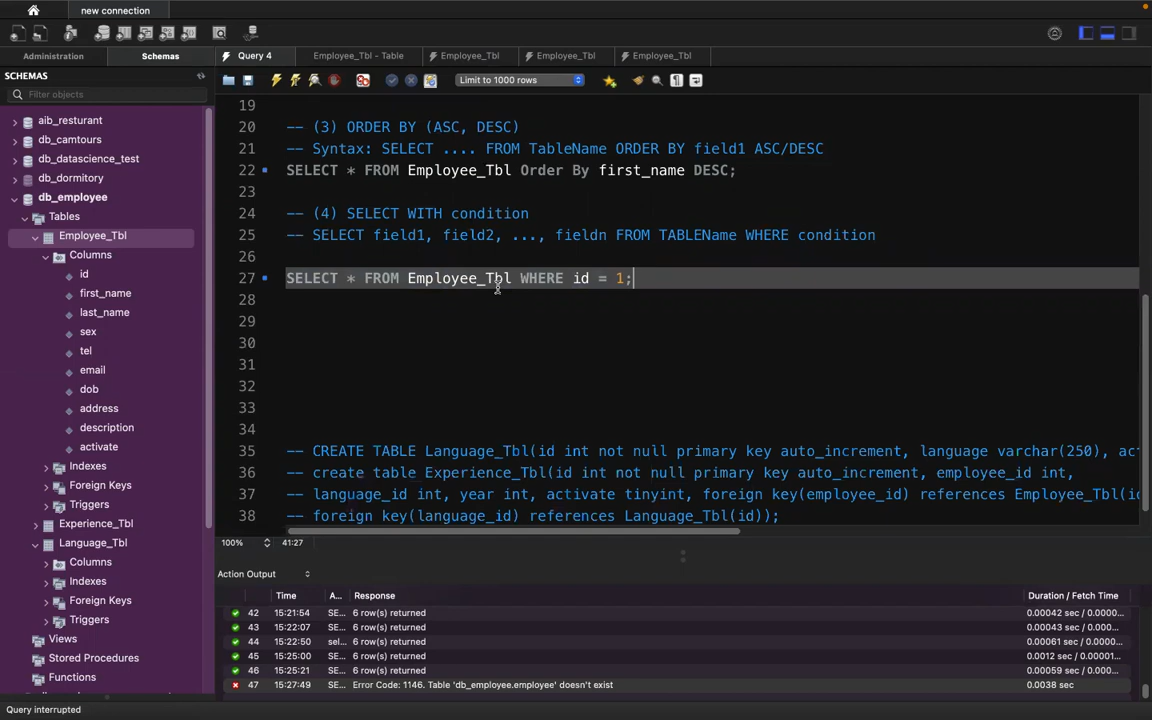 new connection
Administration
Schemas
Query 4
Employee_Tbl - Table
Employee_Tbl
Employee_Tbl
Employee_Tbl
SCHEMAS
Limit to 1000 rows
Filter objects
aib_resturant
db_camtours
db_datascience_test
db_dormitory
db_employee
Tables
Employee_Tbl
Columns
id
first_name
last_name
sex
tel
email
dob
address
description
activate
Indexes
Foreign Keys
Triggers
Experience_Tbl
Language_Tbl
Columns
Indexes
Foreign Keys
Triggers
Views
Stored Procedures
Functions
19
20 -- (3) ORDER BY (ASC, DESC)
21 -- Syntax: SELECT .... FROM TableName ORDER BY field1 ASC/DESC
22 SELECT * FROM Employee_Tbl Order By first_name DESC;
23
24 -- (4) SELECT WITH condition
25 -- SELECT field1, field2, ..., fieldn FROM TABLEName WHERE condition
26
27 SELECT * FROM Employee_Tbl WHERE id = 1;
28
29
30
31
32
33
34
35 -- CREATE TABLE Language_Tbl(id int not null primary key auto_increment, language varchar(250), act
36 -- create table Experience_Tbl(id int not null primary key auto_increment, employee_id int,
37 -- language_id int, year int, activate tinyint, foreign key(employee_id) references Employee_Tbl(id
38 -- foreign key(language_id) references Language_Tbl(id));
100% 41:27
Action Output
Time A... Response Duration / Fetch Time
42 15:21:54 SE... 6 row(s) returned 0.00042 sec / 0.0000...
43 15:22:07 SE... 6 row(s) returned 0.00043 sec / 0.000...
44 15:22:50 sel... 6 row(s) returned 0.00061 sec / 0.0000...
45 15:25:00 SE... 6 row(s) returned 0.0012 sec / 0.00001...
46 15:25:21 SE... 6 row(s) returned 0.00059 sec / 0.000...
47 15:27:49 SE... Error Code: 1146. Table 'db_employee.employee' doesn't exist 0.0038 sec
Query interrupted